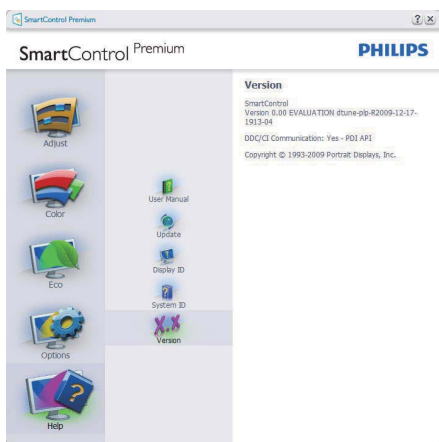 SmartControl Premium
SmartControl Premium
PHILIPS
Adjust
Color
Eco
Options
Help
User Manual
Update
Display ID
System ID
X.X
Version
Version
SmartControl
Version 0.00 EVALUATION dtune-plp-R2009-12-17-
1913-04
DDC/CI Communication: Yes - PDI API
Copyright © 1993-2009 Portrait Displays, Inc.